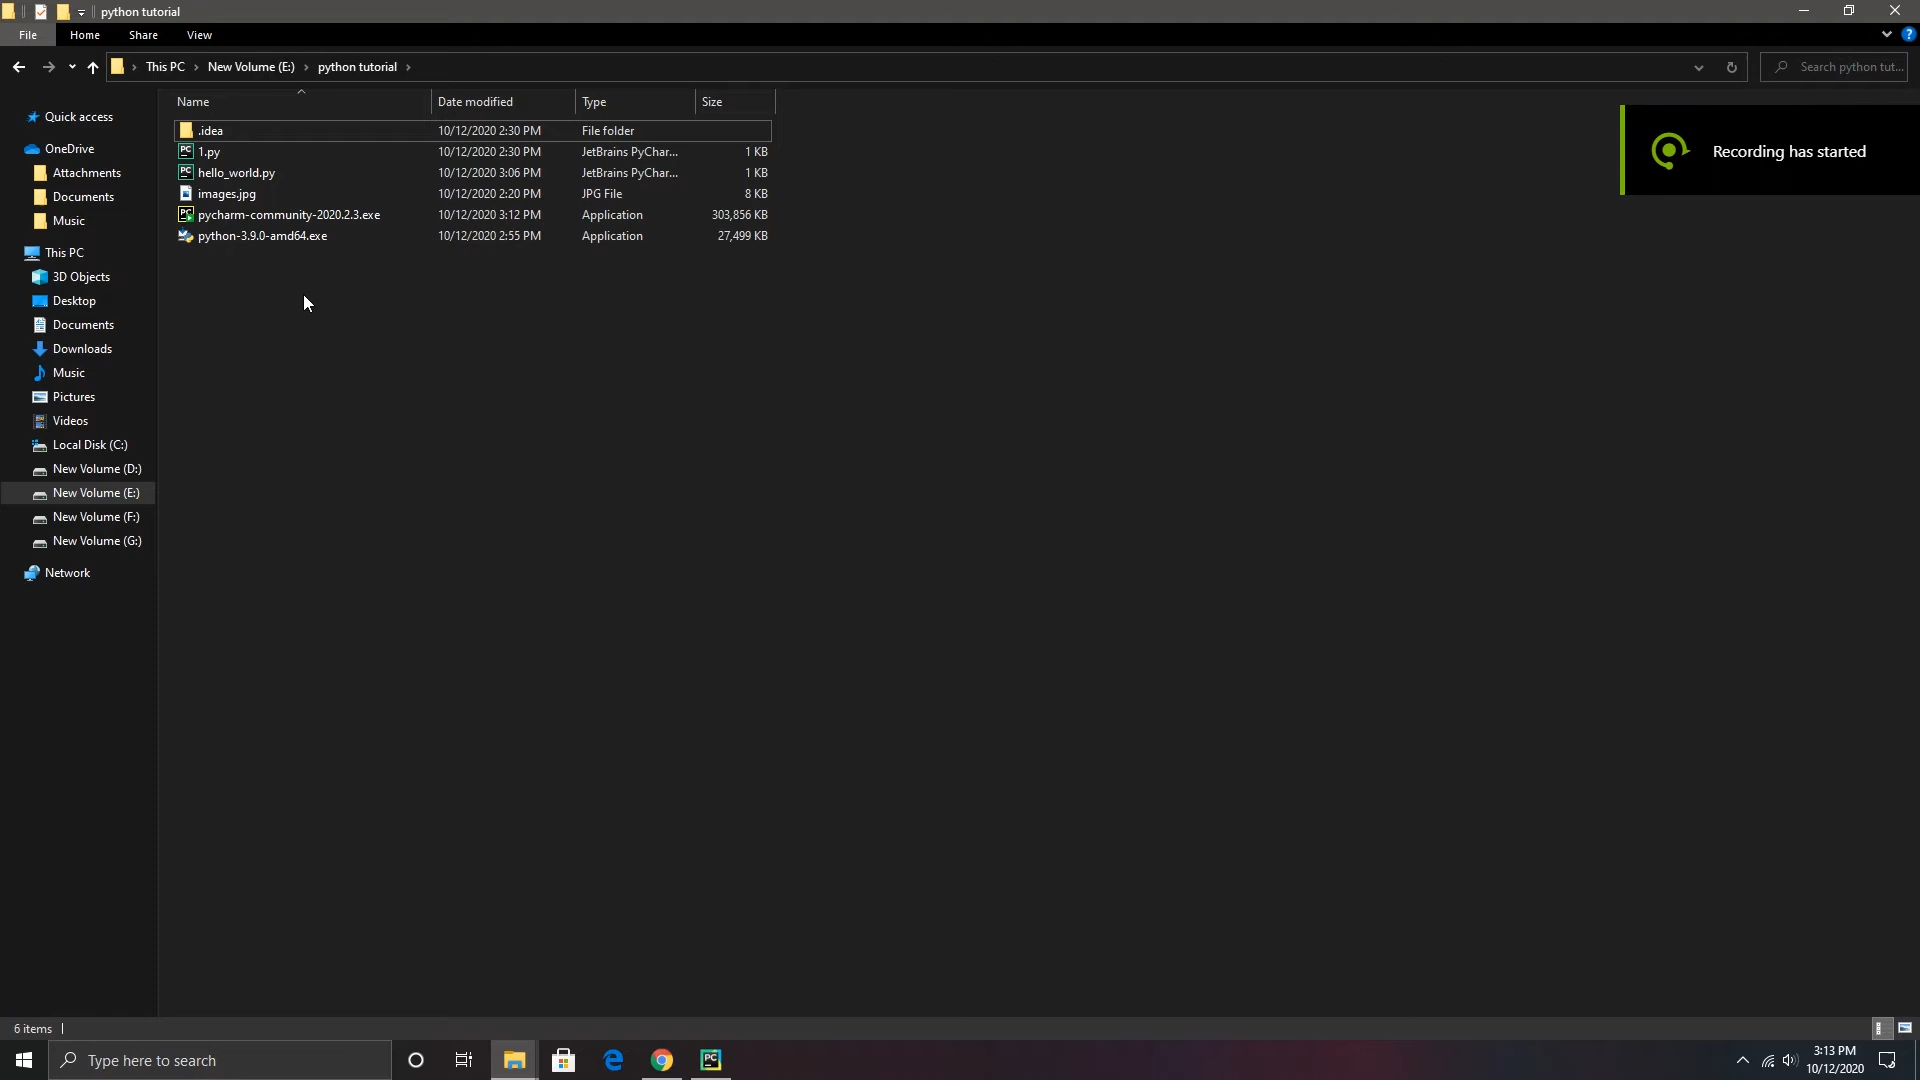 python tutorial
File Home Share View
This PC New Volume (E:) python tutorial Search python tut...
Name Date modified Type Size
.idea 10/12/2020 2:30 PM File folder
1.py 10/12/2020 2:30 PM JetBrains PyChar... 1 KB
hello_world.py 10/12/2020 3:06 PM JetBrains PyChar... 1 KB
images.jpg 10/12/2020 2:20 PM JPG File 8 KB
pycharm-community-2020.2.3.exe 10/12/2020 3:12 PM Application 303,856 KB
python-3.9.0-amd64.exe 10/12/2020 2:55 PM Application 27,499 KB
Recording has started
Quick access
OneDrive
Attachments
Documents
Music
This PC
3D Objects
Desktop
Documents
Downloads
Music
Pictures
Videos
Local Disk (C:)
New Volume (D:)
New Volume (E:)
New Volume (F:)
New Volume (G:)
Network
6 items
Type here to search
3:13 PM
10/12/2020